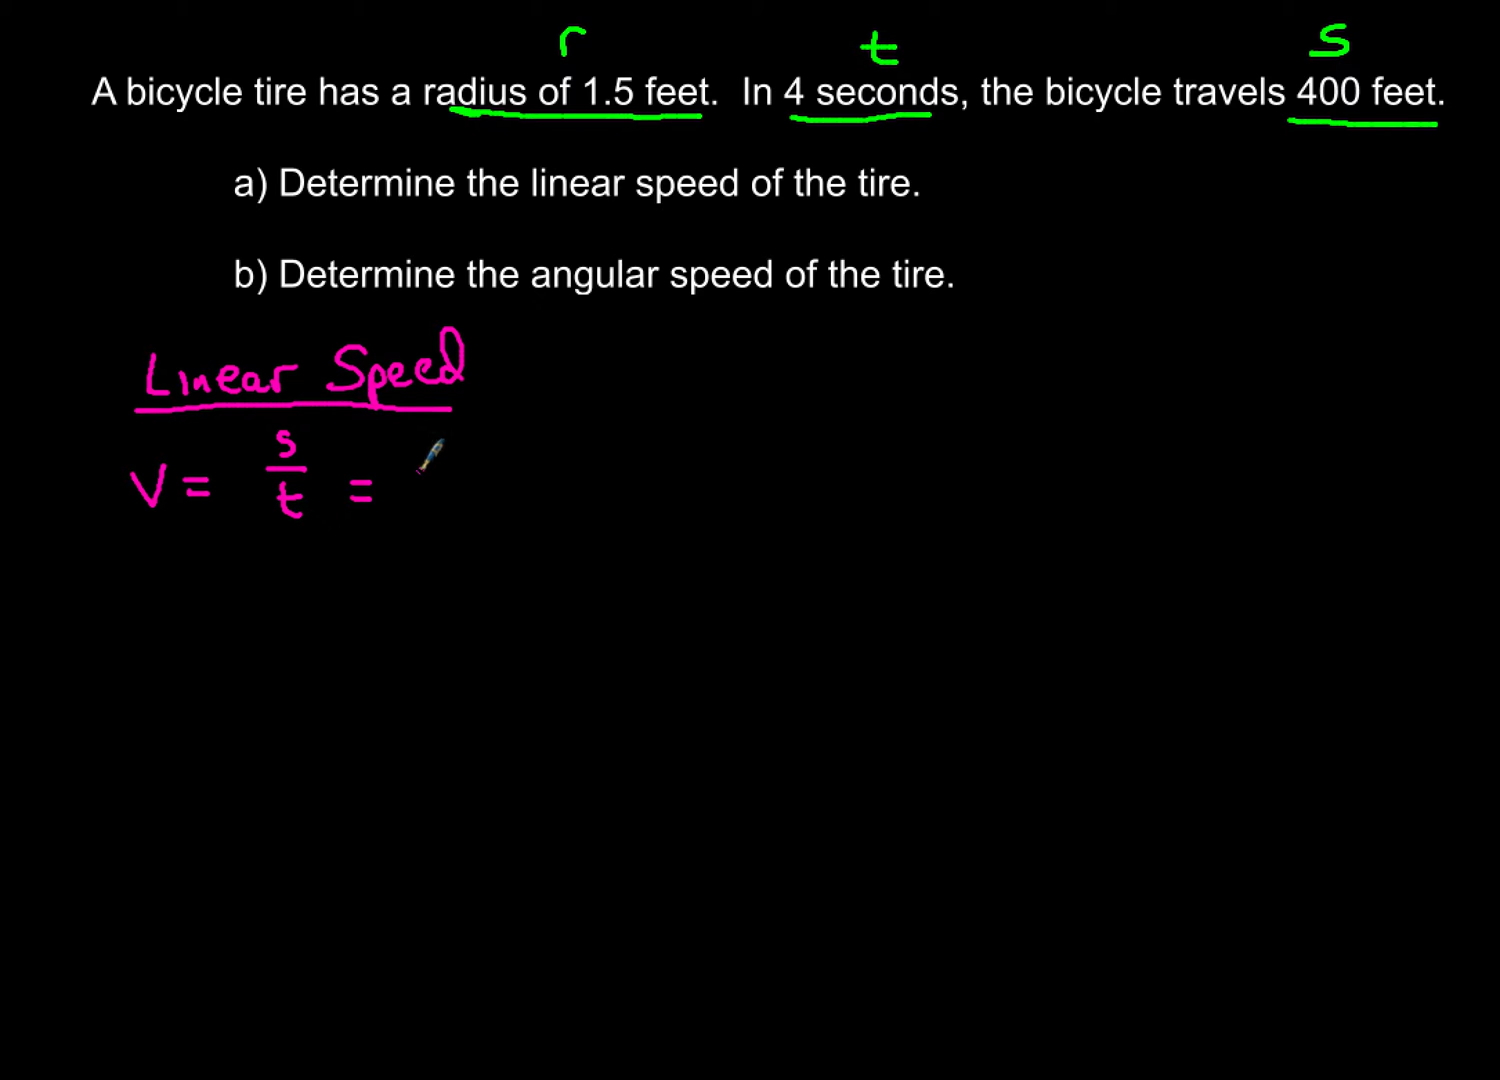 r t s
A bicycle tire has a radius of 1.5 feet. In 4 seconds, the bicycle travels 400 feet.
a) Determine the linear speed of the tire.
b) Determine the angular speed of the tire.
Linear Speed
V = s/t =